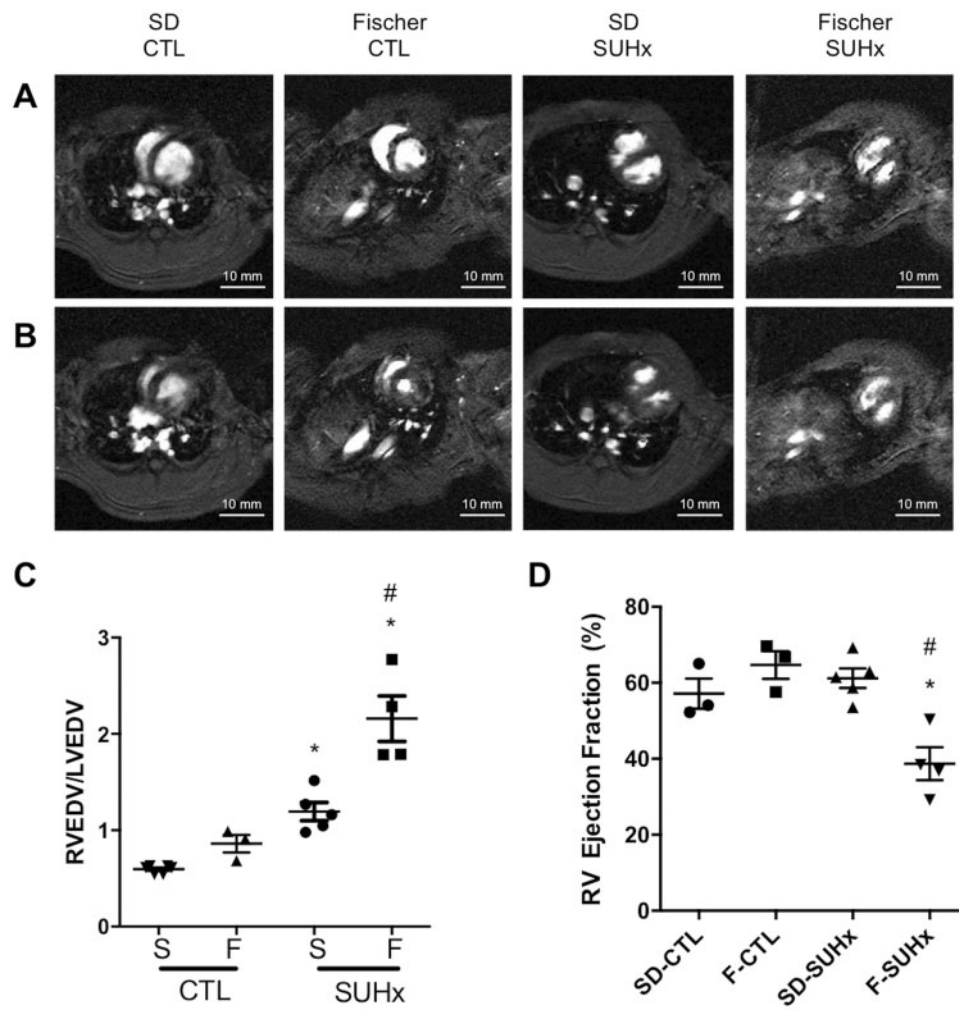 SD
CTL
Fischer
CTL
SD
SUHx
Fischer
SUHx
A
10 mm
10 mm
10 mm
10 mm
B
10 mm
10 mm
10 mm
10 mm
C
RVEDV/LVEDV
3
2
1
0
*
#
*
S
F
S
F
CTL
SUHx
D
RV Ejection Fraction (%)
80
60
40
20
0
#
*
SD-CTL
F-CTL
SD-SUHx
F-SUHx